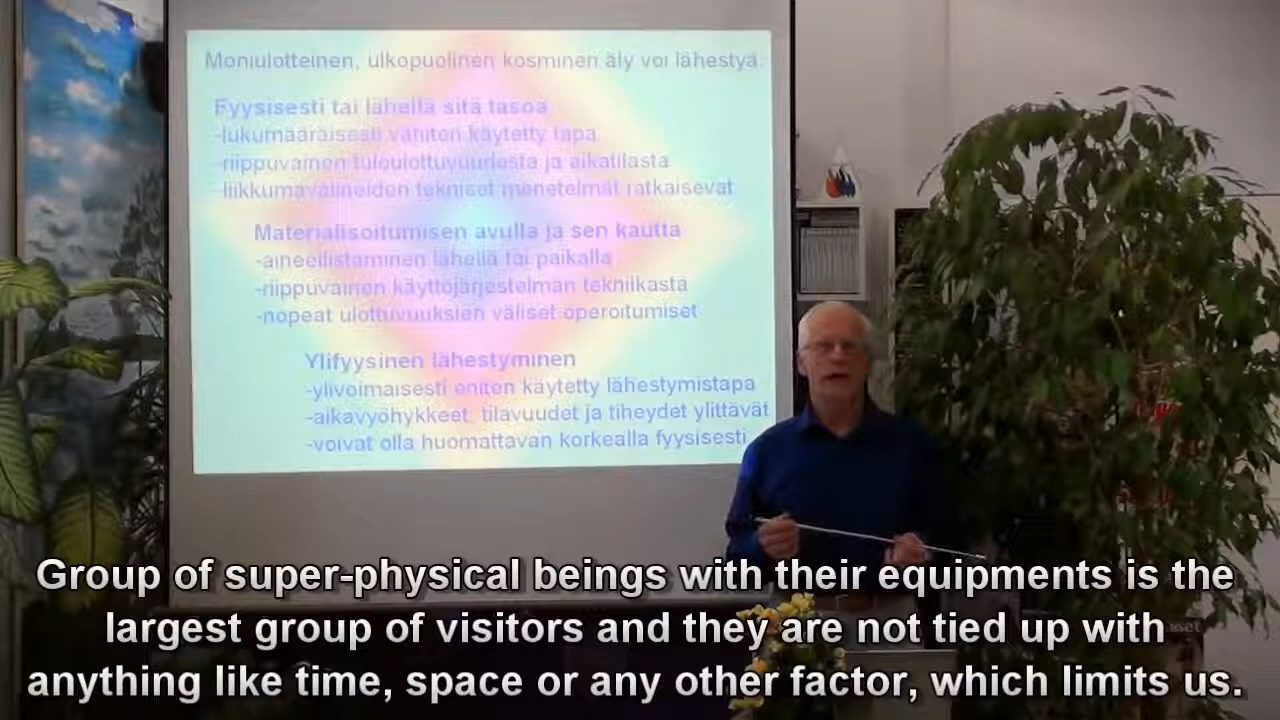 Moniulotteinen, ulkopuolinen kosminen äly voi lähestyä:
Fyysisesti tai lähellä sitä tasoa
-lukumääräisesti vähiten käytetty tapa
-riippuvainen tuloulottuvuudesta ja aikatilasta
-liikkumavälineiden tekniset menetelmät ratkaisevat
Materialisoitumisen avulla ja sen kautta
-aineellistaminen lähellä tai paikalla
-riippuvainen käyttöjärjestelmän tekniikasta
-nopeat ulottuvuuksien väliset operoitumiset
Ylifyysinen lähestyminen
-ylivoimaisesti eniten käytetty lähestymistapa
-aikavyöhykkeet, tilavuudet ja tiheydet ylittävät
-voivat olla huomattavan korkealla fyysisesti
Group of super-physical beings with their equipments is the
largest group of visitors and they are not tied up with
anything like time, space or any other factor, which limits us.